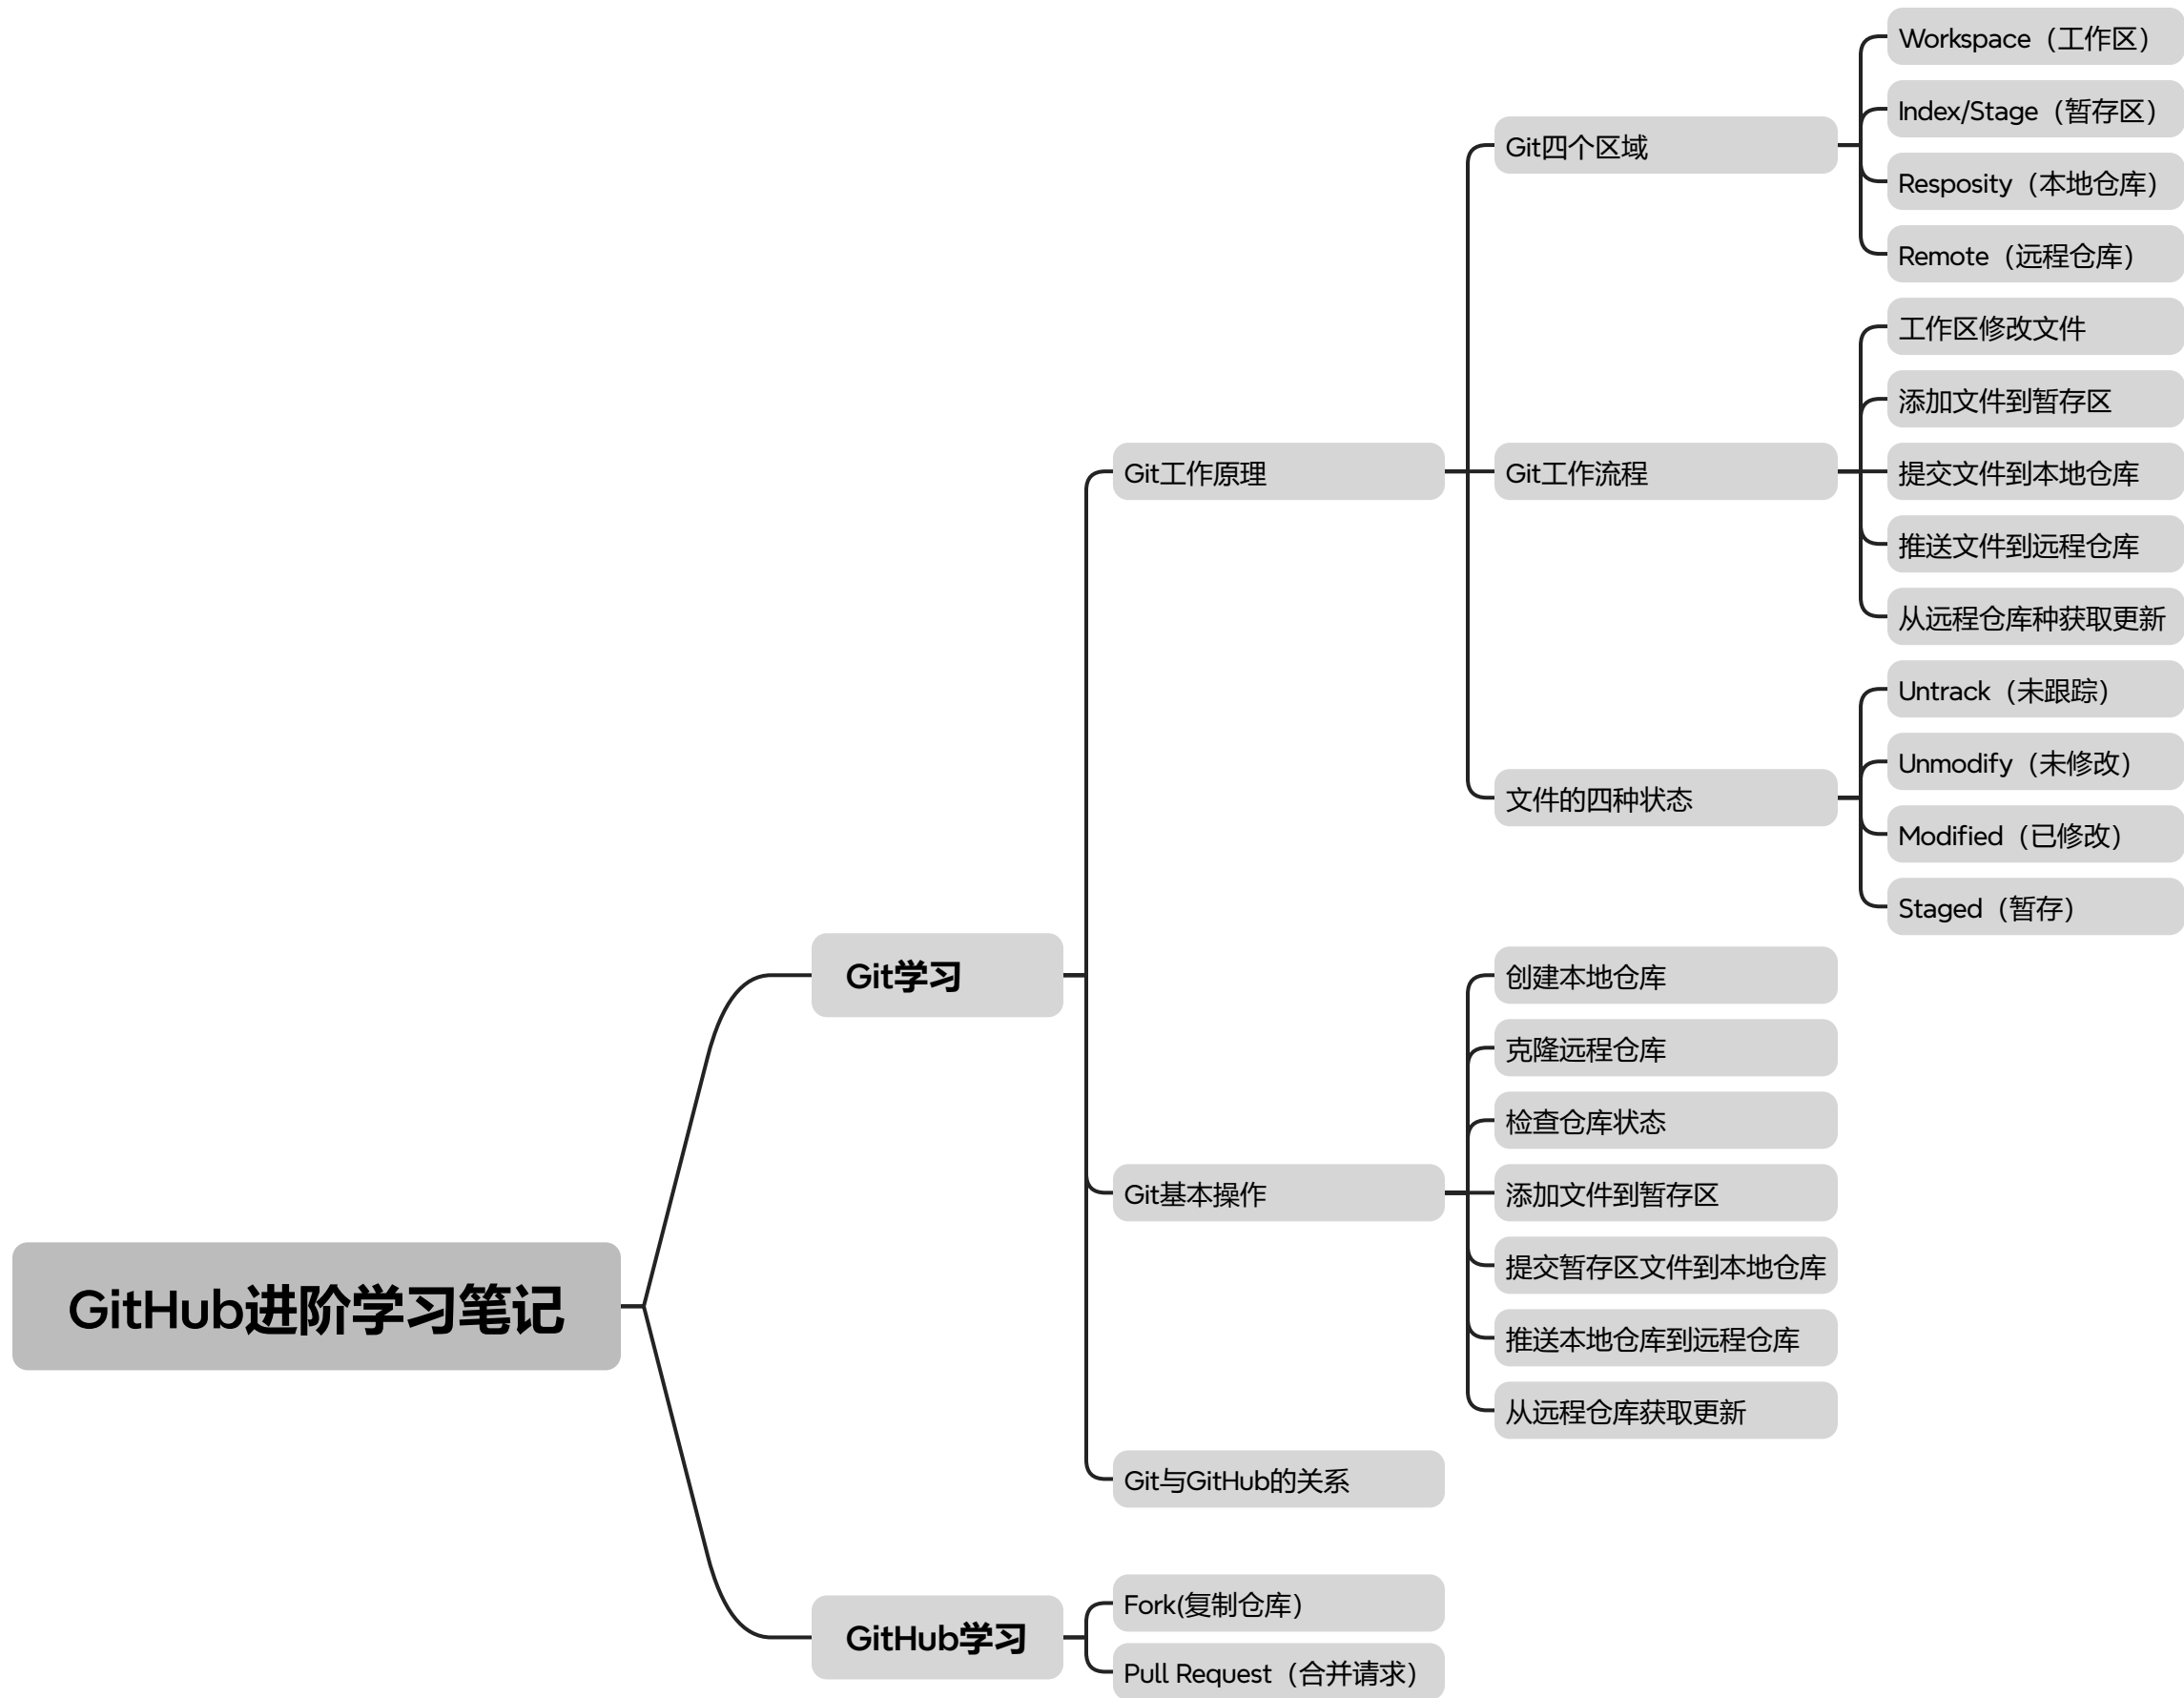 GitHub进阶学习笔记
Git学习
Git工作原理
Git四个区域
Workspace（工作区）
Index/Stage（暂存区）
Resposity（本地仓库）
Remote（远程仓库）
Git工作流程
工作区修改文件
添加文件到暂存区
提交文件到本地仓库
推送文件到远程仓库
从远程仓库种获取更新
文件的四种状态
Untrack（未跟踪）
Unmodify（未修改）
Modified（已修改）
Staged（暂存）
Git基本操作
创建本地仓库
克隆远程仓库
检查仓库状态
添加文件到暂存区
提交暂存区文件到本地仓库
推送本地仓库到远程仓库
从远程仓库获取更新
Git与GitHub的关系
GitHub学习
Fork(复制仓库）
Pull Request（合并请求）